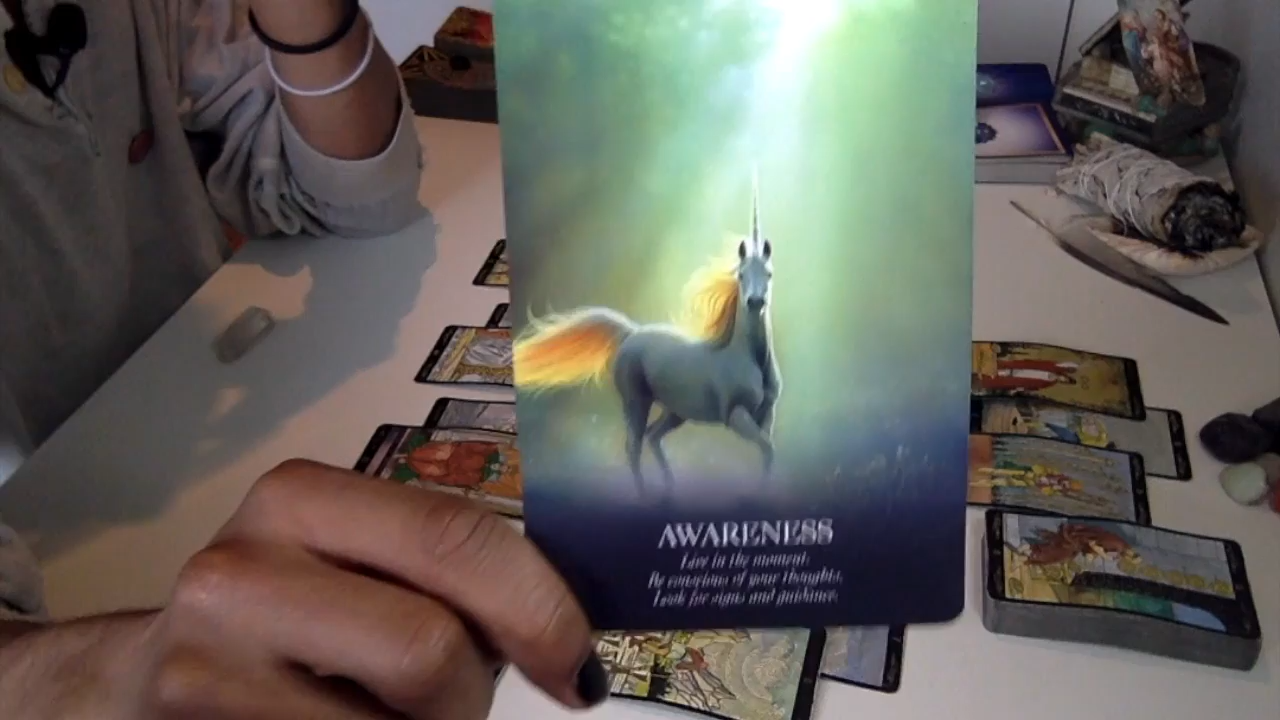 AWARENESS
Live in the moment.
Be conscious of your thoughts.
Look for signs and guidance.